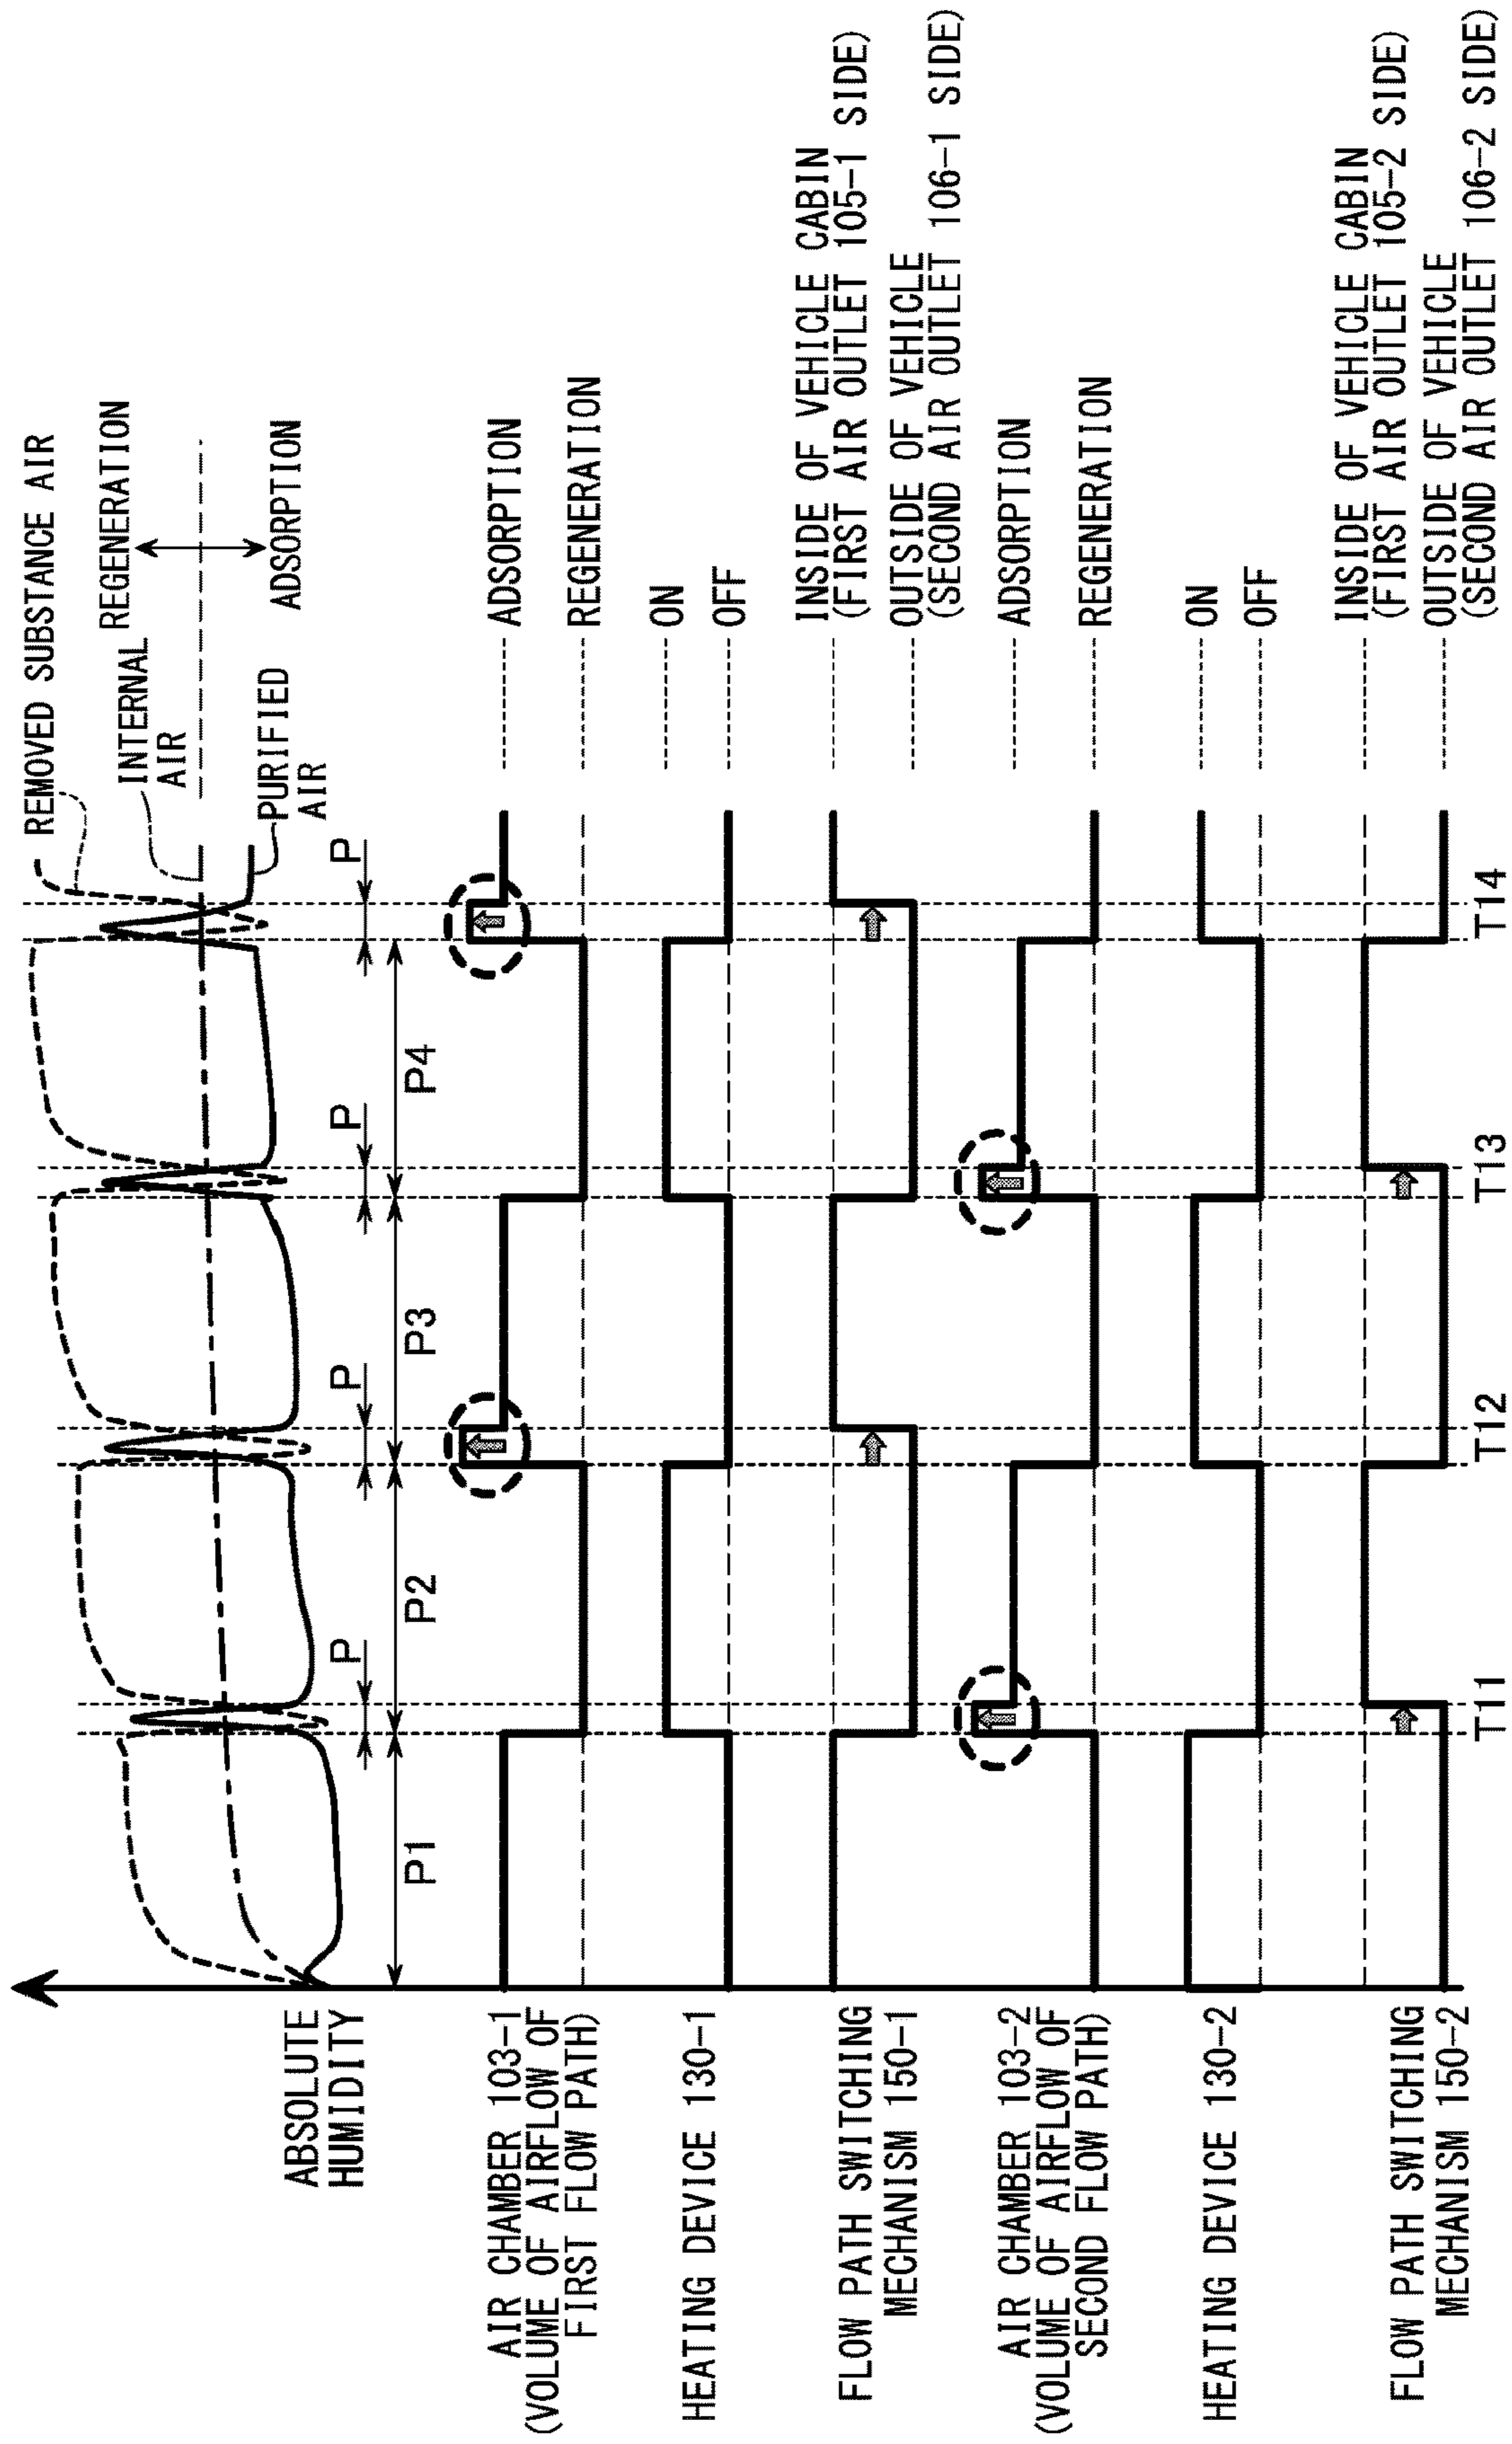 ABSOLUTE
HUMIDITY
REMOVED SUBSTANCE AIR
REGENERATION
INTERNAL
AIR
ADSORPTION
PURIFIED
AIR
P
P
P
P
P1
P2
P3
P4
AIR CHAMBER 103-1
(VOLUME OF AIRFLOW OF
FIRST FLOW PATH)
ADSORPTION
REGENERATION
HEATING DEVICE 130-1
ON
OFF
FLOW PATH SWITCHING
MECHANISM 150-1
INSIDE OF VEHICLE CABIN
(FIRST AIR OUTLET 105-1 SIDE)
OUTSIDE OF VEHICLE
(SECOND AIR OUTLET 106-1 SIDE)
AIR CHAMBER 103-2
(VOLUME OF AIRFLOW OF
SECOND FLOW PATH)
ADSORPTION
REGENERATION
HEATING DEVICE 130-2
ON
OFF
FLOW PATH SWITCHING
MECHANISM 150-2
INSIDE OF VEHICLE CABIN
(FIRST AIR OUTLET 105-2 SIDE)
OUTSIDE OF VEHICLE
(SECOND AIR OUTLET 106-2 SIDE)
T11
T12
T13
T14